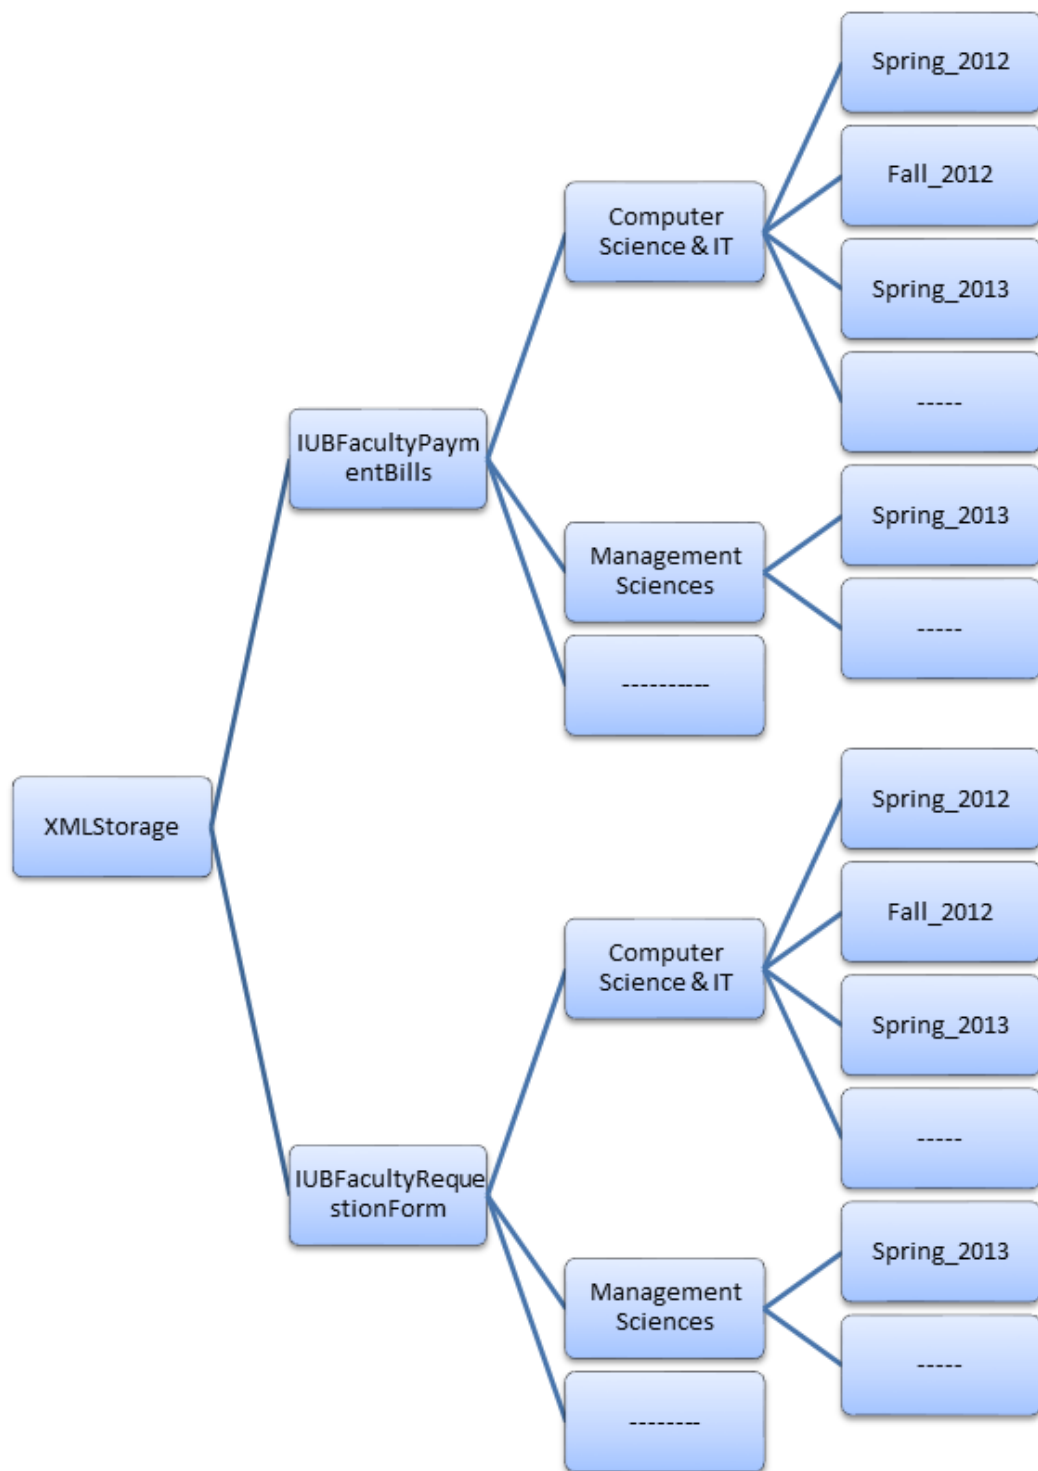 XMLStorage
IUBFacultyPaym
entBills
Computer
Science & IT
Spring_2012
Fall_2012
Spring_2013
-----
Management
Sciences
Spring_2013
-----
----------
IUBFacultyReque
stionForm
Computer
Science & IT
Spring_2012
Fall_2012
Spring_2013
-----
Management
Sciences
Spring_2013
-----
--------